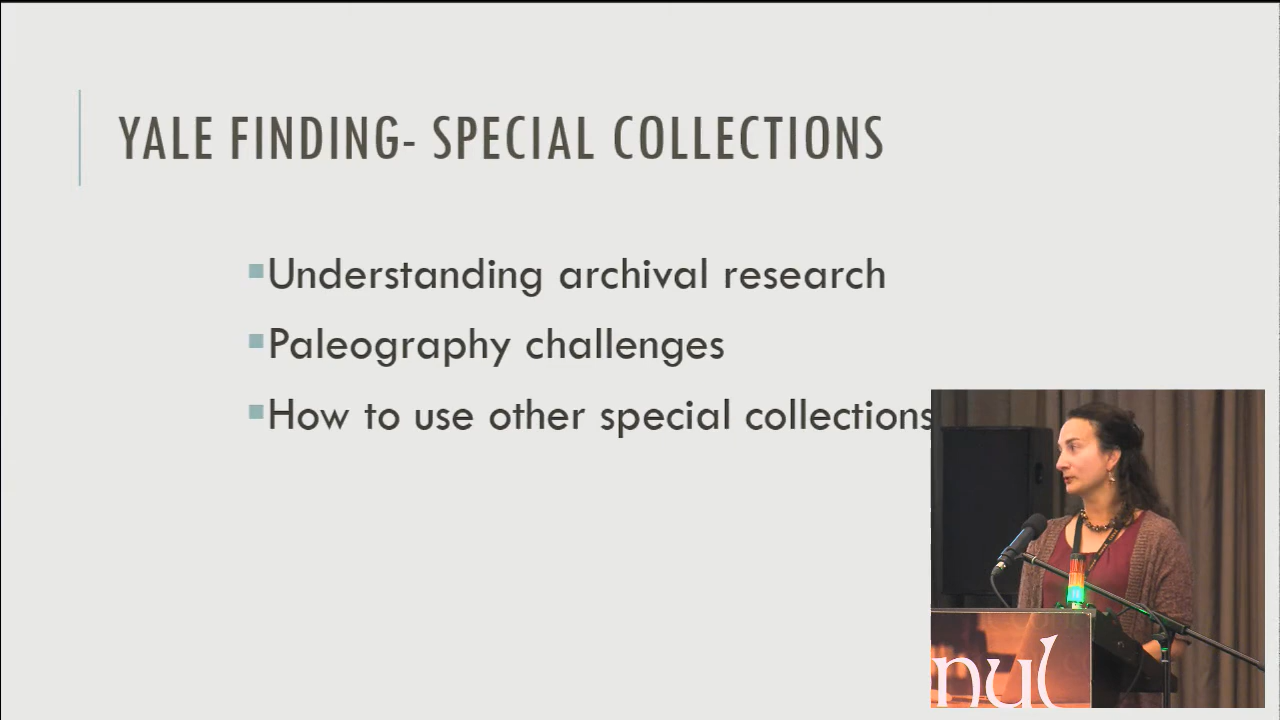 YALE FINDING- SPECIAL COLLECTIONS
Understanding archival research
Paleography challenges
How to use other special collections
nul